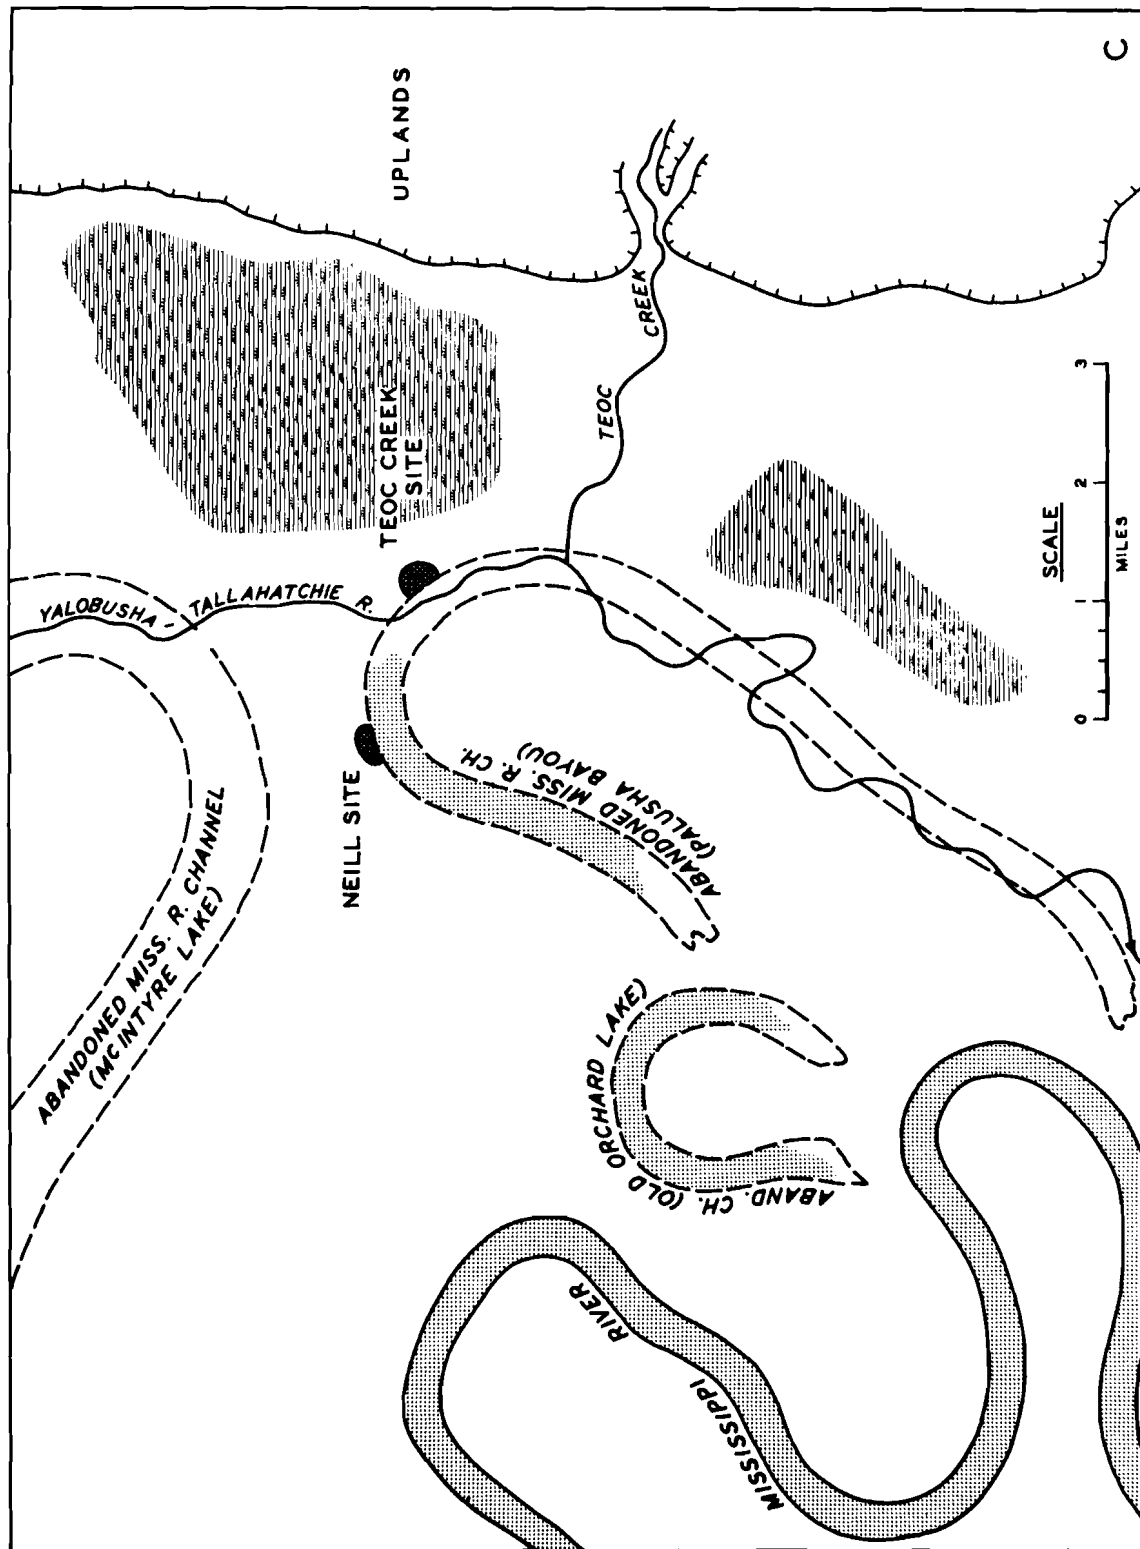 UPLANDS
C
TEOC CREEK
SITE
TEOC CREEK
YALOBUSHA - TALLAHATCHIE R.
NEILL SITE
ABANDONED MISS. R. CH.
(PALUSHA BAYOU)
ABANDONED MISS. R. CHANNEL
(MCINTYRE LAKE)
ABAND. CH. (OLD ORCHARD LAKE)
MISSISSIPPI RIVER
SCALE
0 1 2 3
MILES